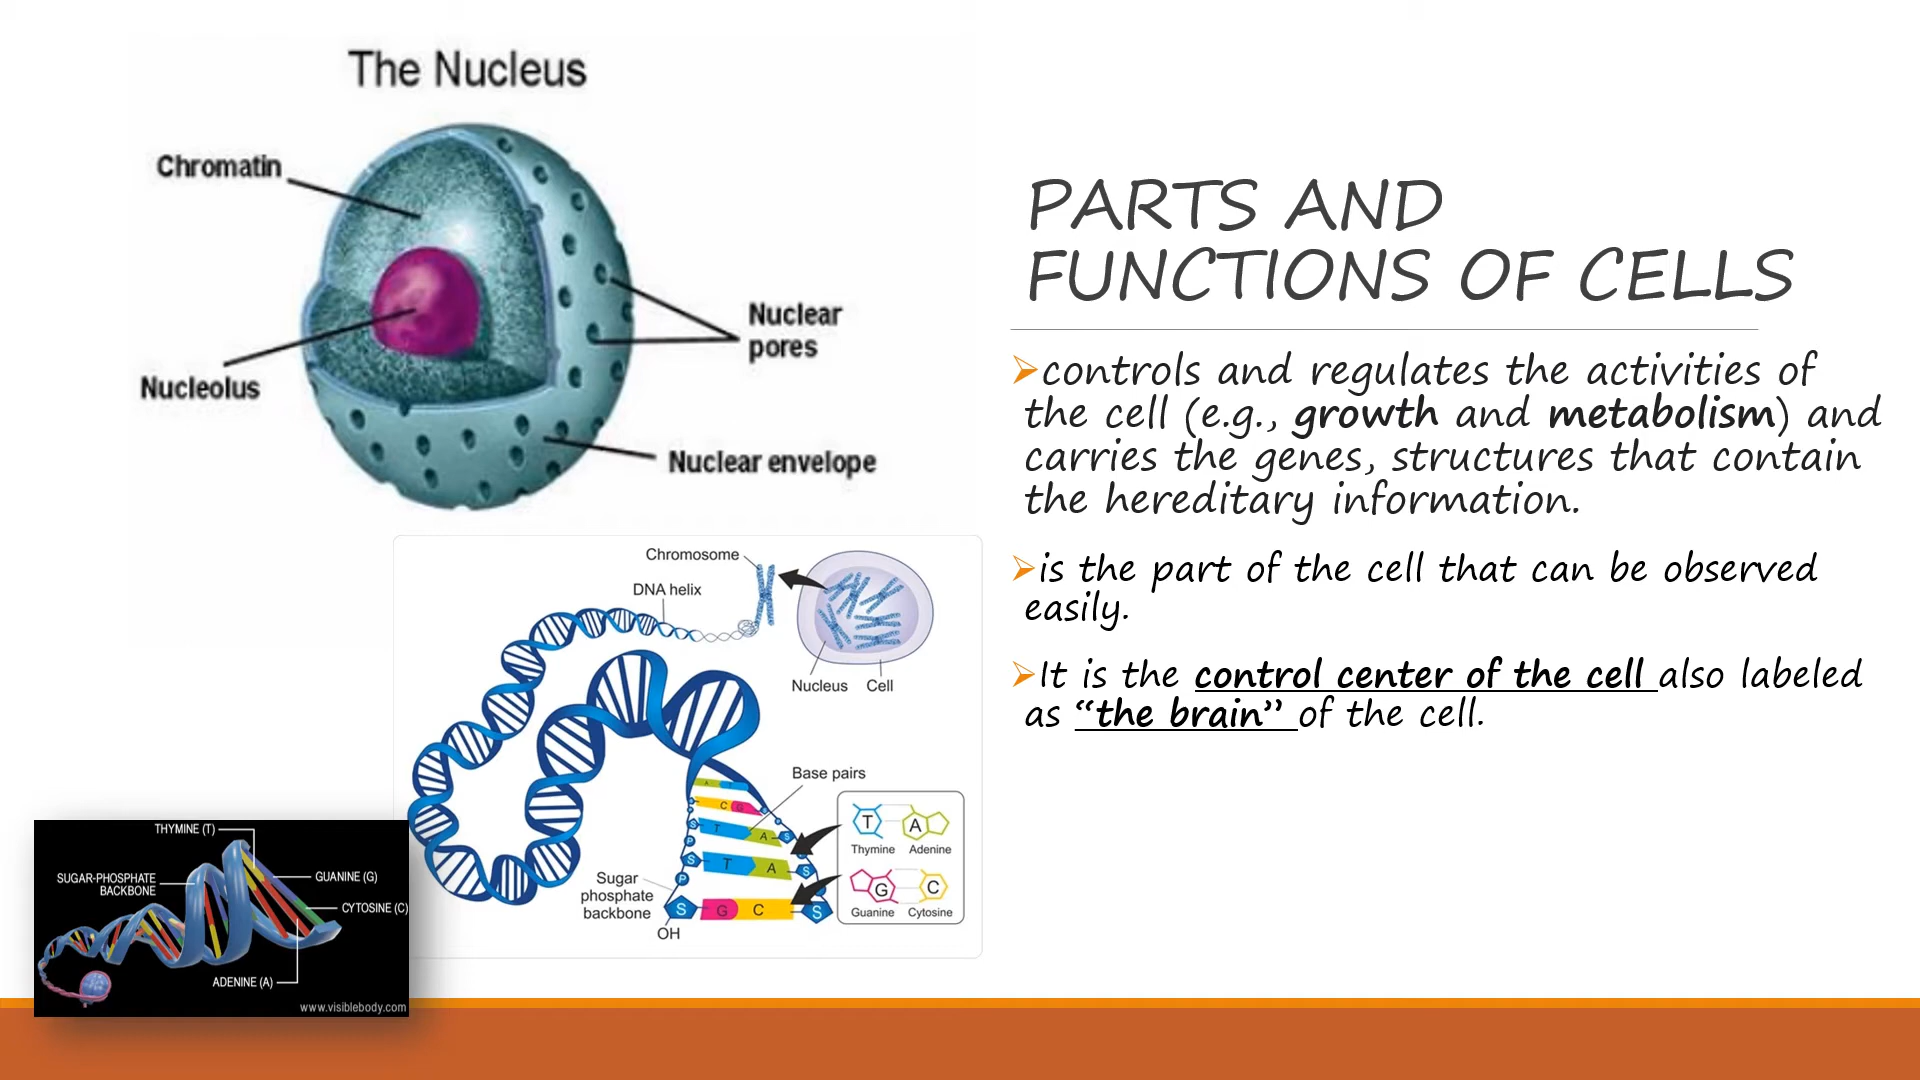 The Nucleus
Chromatin
Nucleolus
Nuclear
pores
Nuclear envelope
PARTS AND
FUNCTIONS OF CELLS
controls and regulates the activities of
the cell (e.g., growth and metabolism) and
carries the genes, structures that contain
the hereditary information.
is the part of the cell that can be observed
easily.
It is the control center of the cell also labeled
as “the brain” of the cell.
Chromosome
DNA helix
Nucleus
Cell
Base pairs
A T
C G
T A
T A
G C
S
P
S
P
S
S
S
S
Sugar
phosphate
backbone
OH
T
A
Thymine
Adenine
G
C
Guanine
Cytosine
THYMINE (T)
SUGAR-PHOSPHATE
BACKBONE
GUANINE (G)
CYTOSINE (C)
ADENINE (A)
www.visiblebody.com